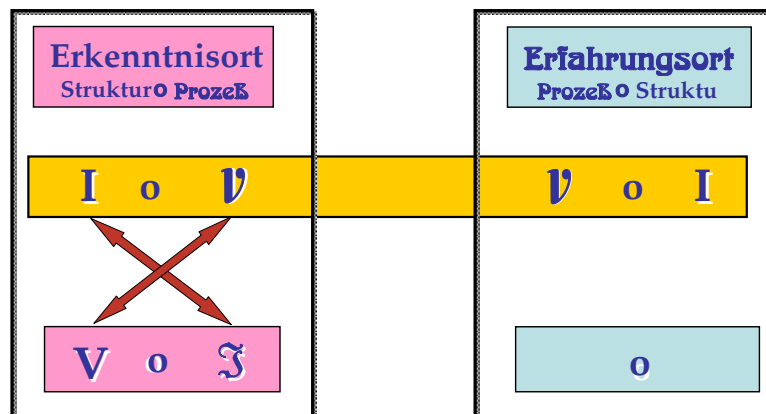 Erkenntnisort
Struktur o Prozeß
Erfahrungsort
Prozeß o Struktu
I o V
V o I
V o I
o